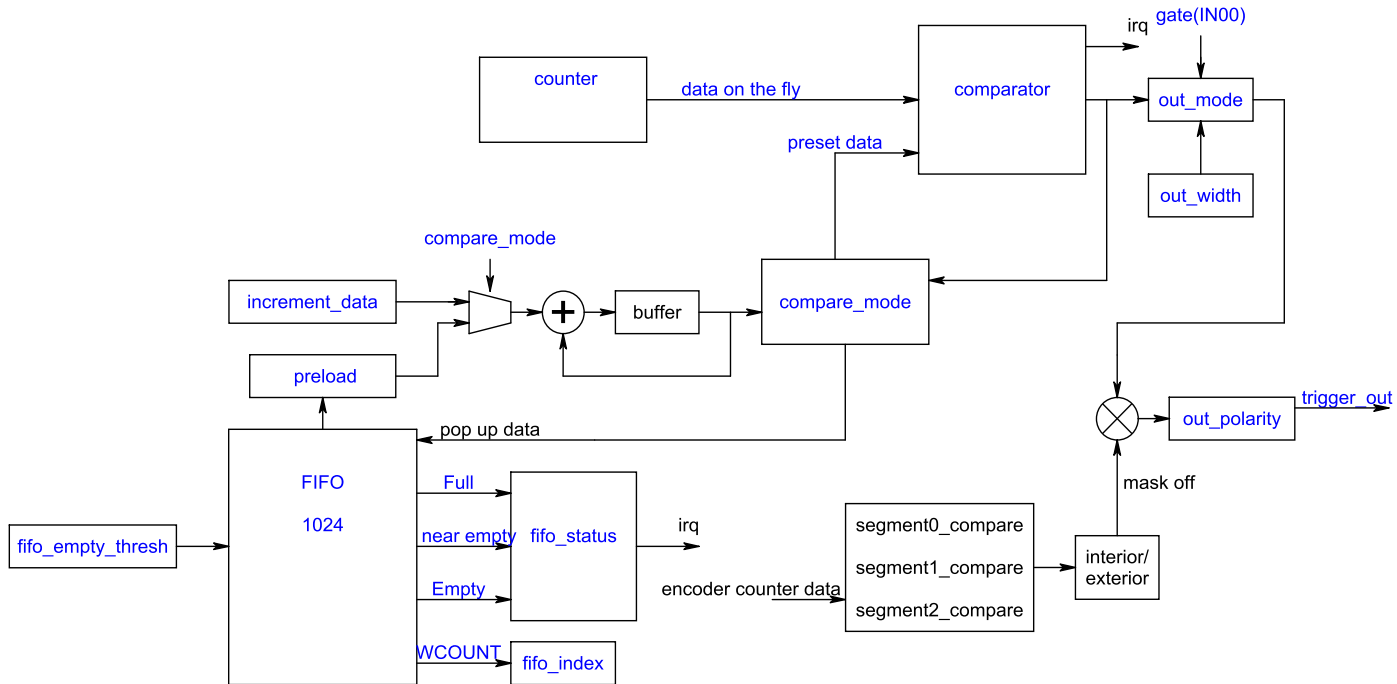 gate(IN00)
irq
counter
data on the fly
comparator
out_mode
preset data
out_width
compare_mode
increment_data
buffer
compare_mode
preload
trigger_out
out_polarity
pop up data
FIFO
1024
Full
near empty
Empty
WCOUNT
fifo_empty_thresh
fifo_status
irq
fifo_index
mask off
encoder counter data
segment0_compare
segment1_compare
segment2_compare
interior/
exterior